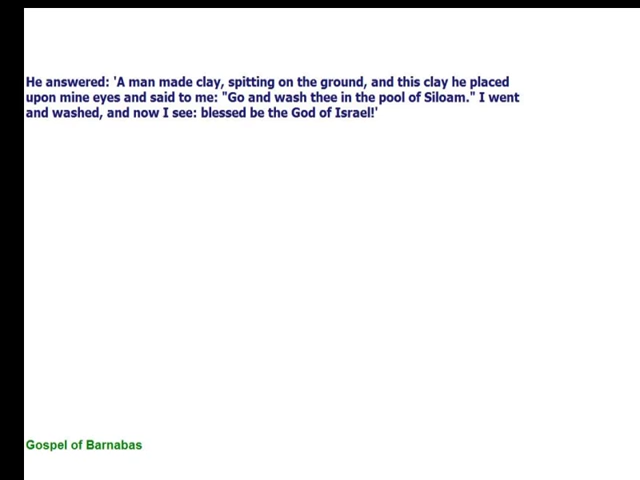 He answered: 'A man made clay, spitting on the ground, and this clay he placed
upon mine eyes and said to me: "Go and wash thee in the pool of Siloam." I went
and washed, and now I see: blessed be the God of Israel!'
Gospel of Barnabas